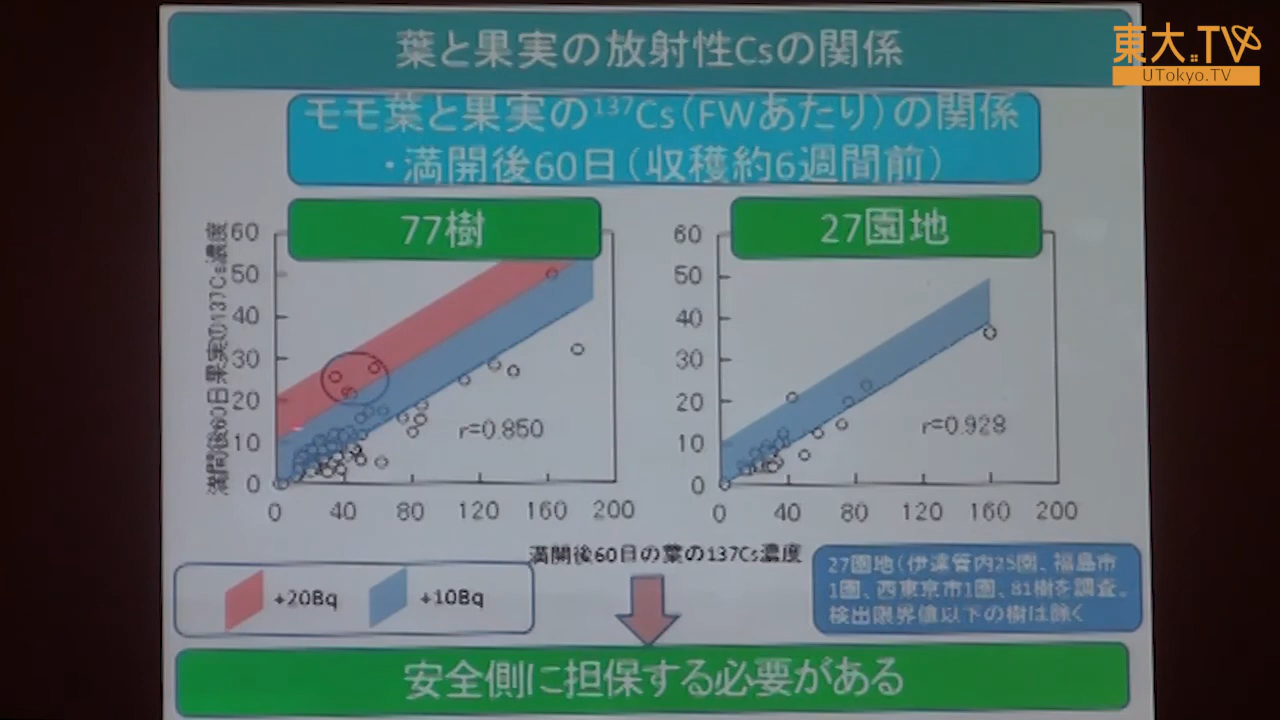 葉と果実の放射性Csの関係
東大.TV
UTokyo.TV
モモ葉と果実の¹³⁷Cs(FWあたり)の関係
・満開後60日(収穫約6週間前)
77樹
27園地
満開後60日果実の137Cs濃度
60
50
40
30
20
10
0
r=0.850
0 40 80 120 160 200
60
50
40
30
20
10
0
r=0.928
0 40 80 120 160 200
満開後60日の葉の137Cs濃度
+20Bq
+10Bq
27園地(伊達管内25園、福島市
1園、西東京市1園、81樹を調査。
検出限界値以下の樹は除く
安全側に担保する必要がある